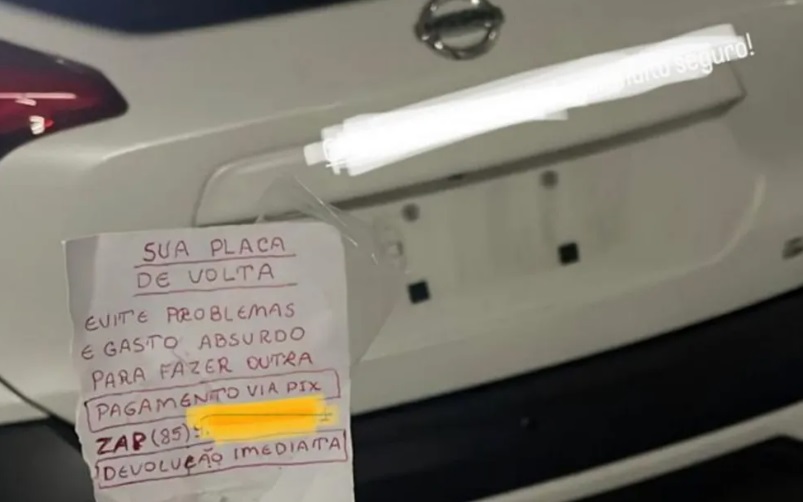 seguro!
SUA PLACA
DE VOLTA
EVITE PROBLEMAS
E GASTO ABSURDO
PARA FAZER OUTRA
PAGAMENTO VIA PIX
ZAP (85)
DEVOLUÇÃO IMEDIATA